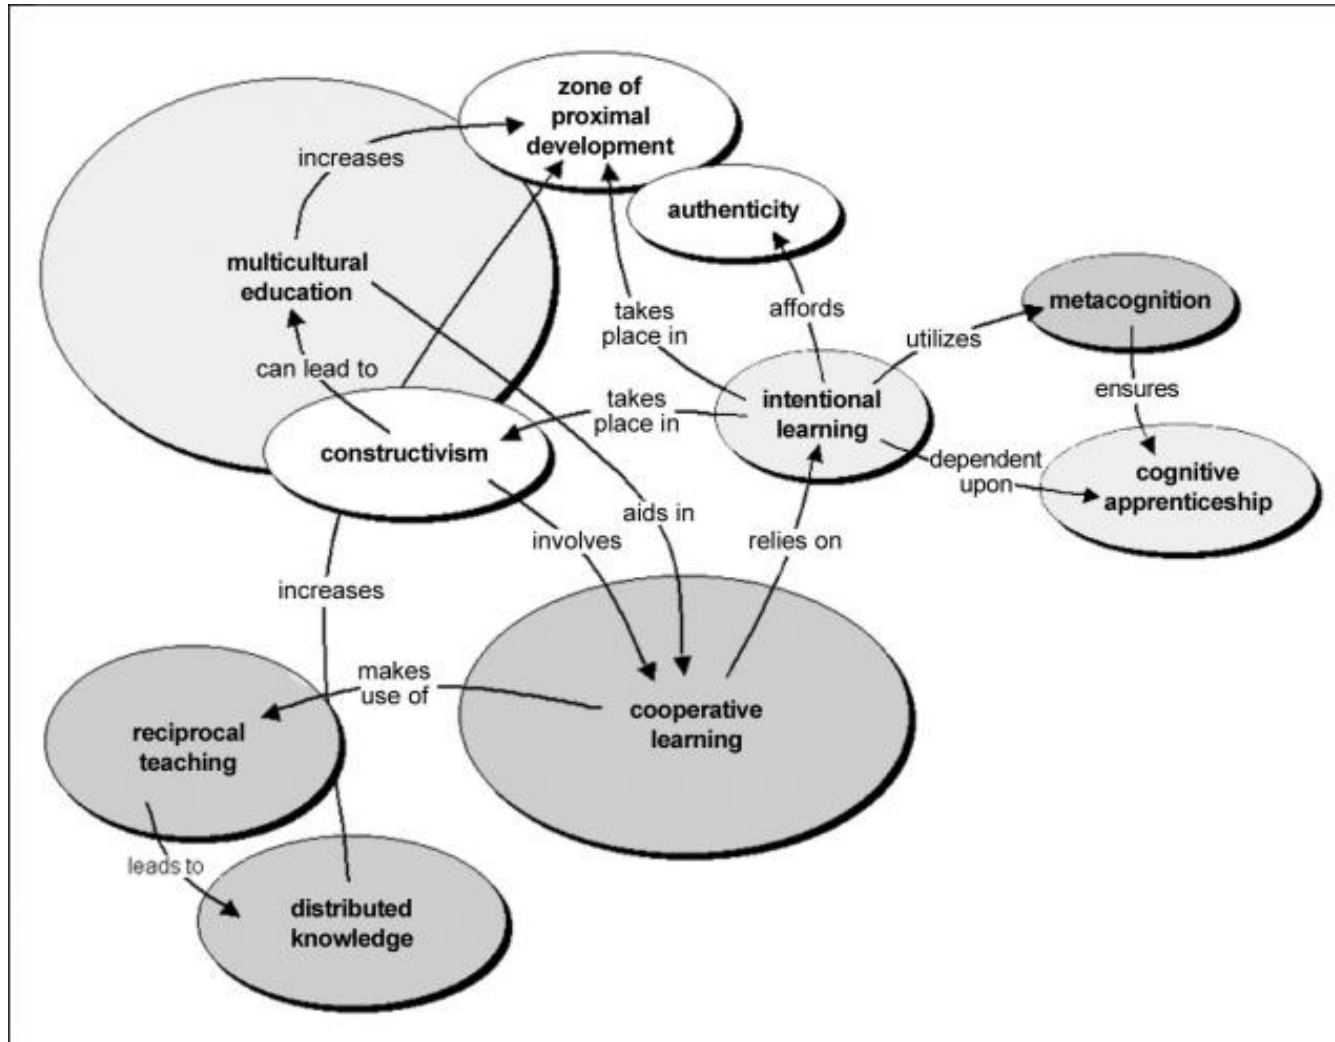 zone of
proximal
development
increases
authenticity
multicultural
education
metacognition
takes
place in
affords
utilizes
can lead to
ensures
takes
place in
intentional
learning
constructivism
dependent
upon
cognitive
apprenticeship
aids in
involves
relies on
increases
makes
use of
cooperative
learning
reciprocal
teaching
leads to
distributed
knowledge